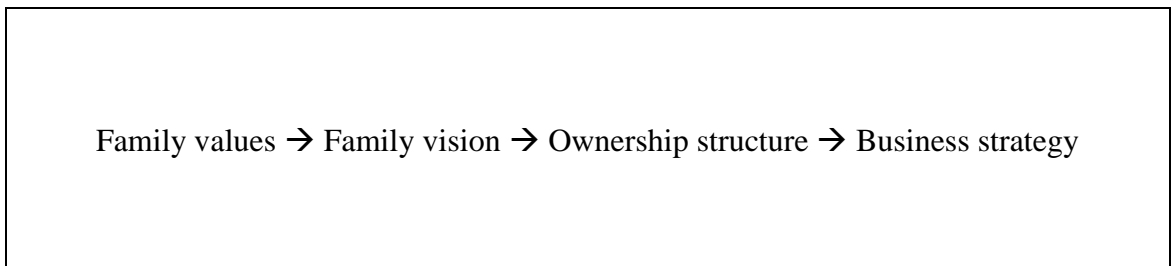 Family values → Family vision → Ownership structure → Business strategy